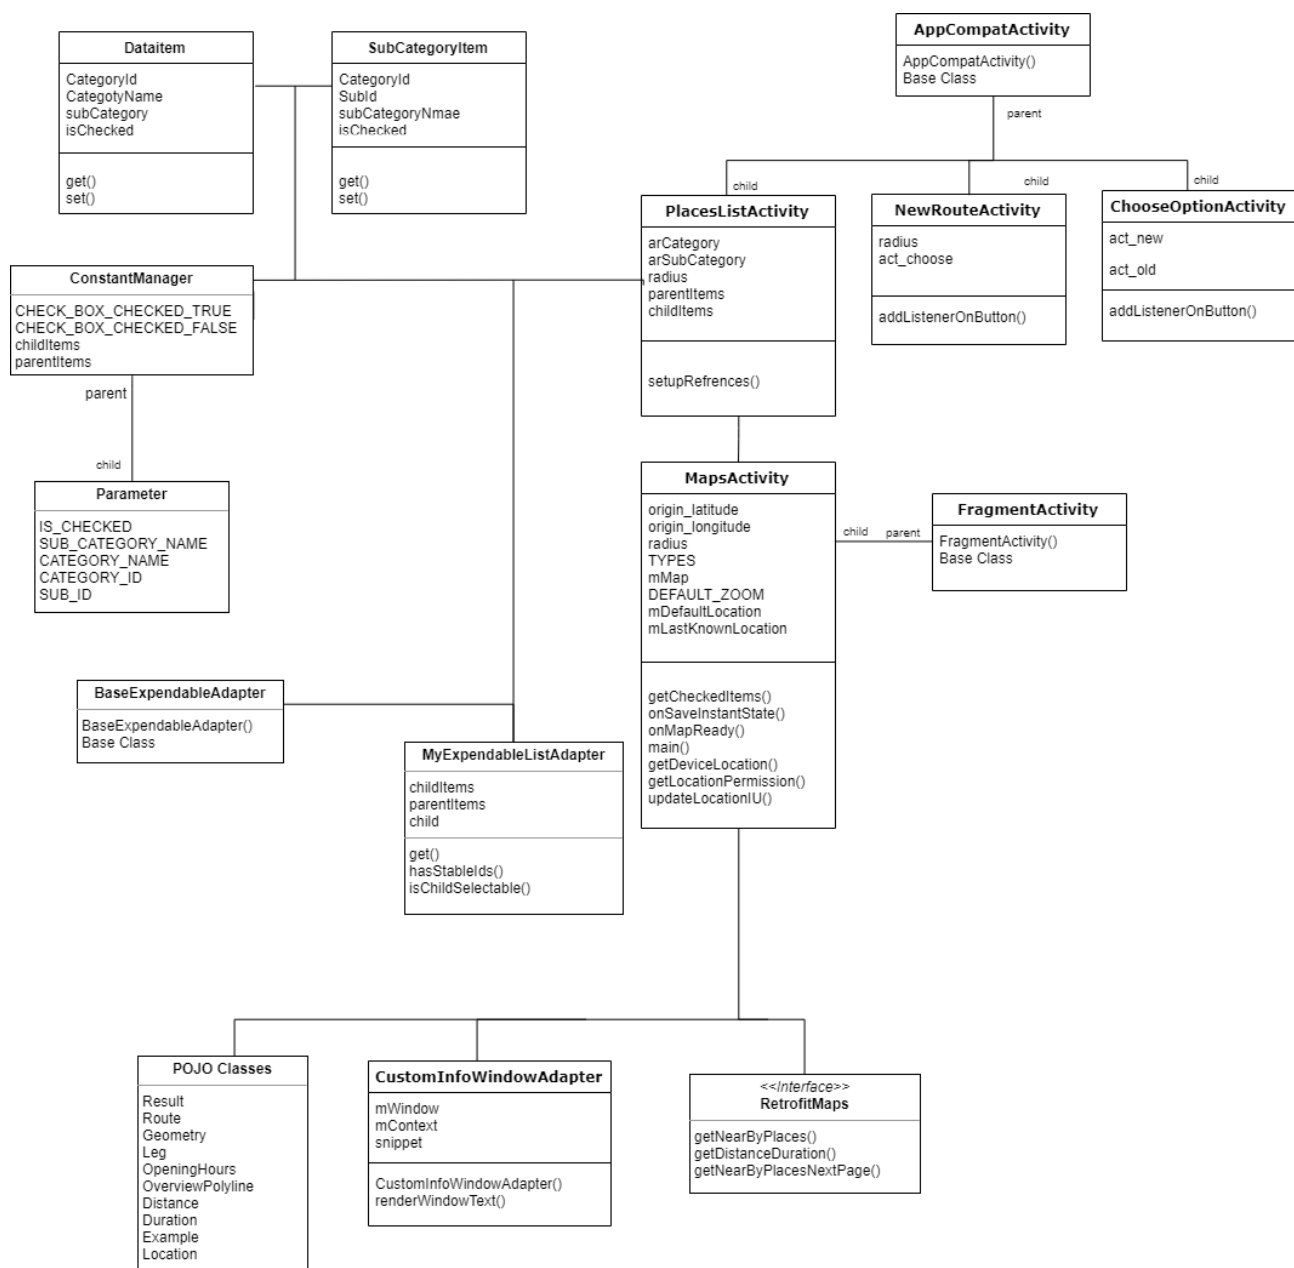 Dataitem
CategoryId
CategotyName
subCategory
isChecked
get()
set()
SubCategoryItem
CategoryId
SubId
subCategoryNmae
isChecked
get()
set()
AppCompatActivity
AppCompatActivity()
Base Class
parent
child
child
child
PlacesListActivity
arCategory
arSubCategory
radius
parentItems
childItems
setupRefrences()
NewRouteActivity
radius
act_choose
addListenerOnButton()
ChooseOptionActivity
act_new
act_old
addListenerOnButton()
ConstantManager
CHECK_BOX_CHECKED_TRUE
CHECK_BOX_CHECKED_FALSE
childItems
parentItems
parent
child
Parameter
IS_CHECKED
SUB_CATEGORY_NAME
CATEGORY_NAME
CATEGORY_ID
SUB_ID
MapsActivity
origin_latitude
origin_longitude
radius
TYPES
mMap
DEFAULT_ZOOM
mDefaultLocation
mLastKnownLocation
getCheckedItems()
onSaveInstantState()
onMapReady()
main()
getDeviceLocation()
getLocationPermission()
updateLocationIU()
child
parent
FragmentActivity
FragmentActivity()
Base Class
BaseExpendableAdapter
BaseExpendableAdapter()
Base Class
MyExpendableListAdapter
childItems
parentItems
child
get()
hasStableIds()
isChildSelectable()
POJO Classes
Result
Route
Geometry
Leg
OpeningHours
OverviewPolyline
Distance
Duration
Example
Location
CustomInfoWindowAdapter
mWindow
mContext
snippet
CustomInfoWindowAdapter()
renderWindowText()
<<Interface>>
RetrofitMaps
getNearByPlaces()
getDistanceDuration()
getNearByPlacesNextPage()